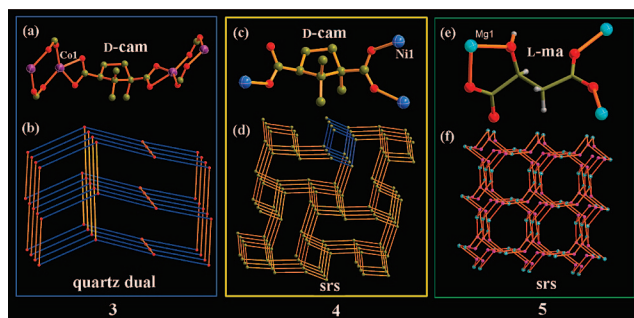 (a) D-cam
Co1
(b)
quartz dual
3
(c) D-cam
Ni1
(d)
srs
4
(e)
Mg1
L-ma
(f)
srs
5